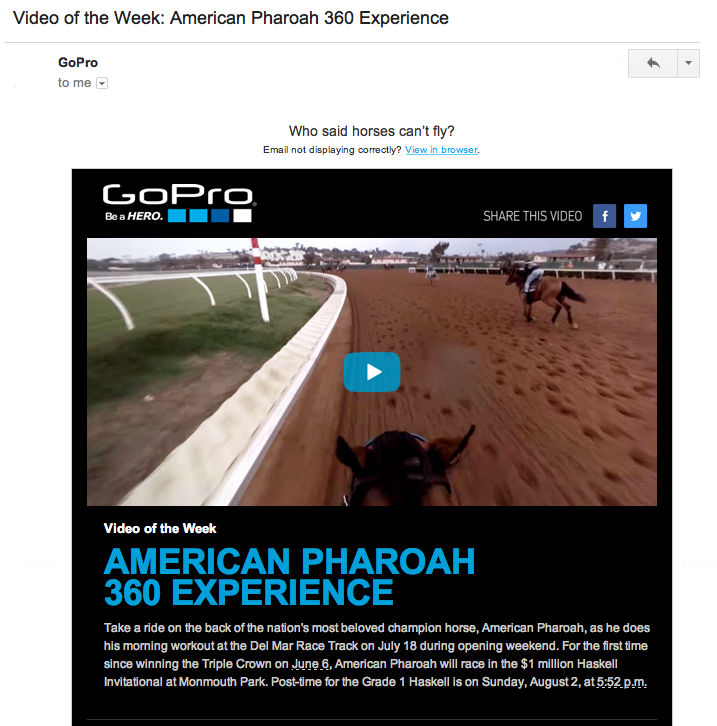 Video of the Week: American Pharoah 360 Experience
GoPro
to me
Who said horses can't fly?
Email not displaying correctly? View in browser.
GoPro
Be a HERO.
SHARE THIS VIDEO
Video of the Week
AMERICAN PHAROAH
360 EXPERIENCE
Take a ride on the back of the nation's most beloved champion horse, American Pharoah, as he does
his morning workout at the Del Mar Race Track on July 18 during opening weekend. For the first time
since winning the Triple Crown on June 6, American Pharoah will race in the $1 million Haskell
Invitational at Monmouth Park. Post-time for the Grade 1 Haskell is on Sunday, August 2, at 5:52 p.m.